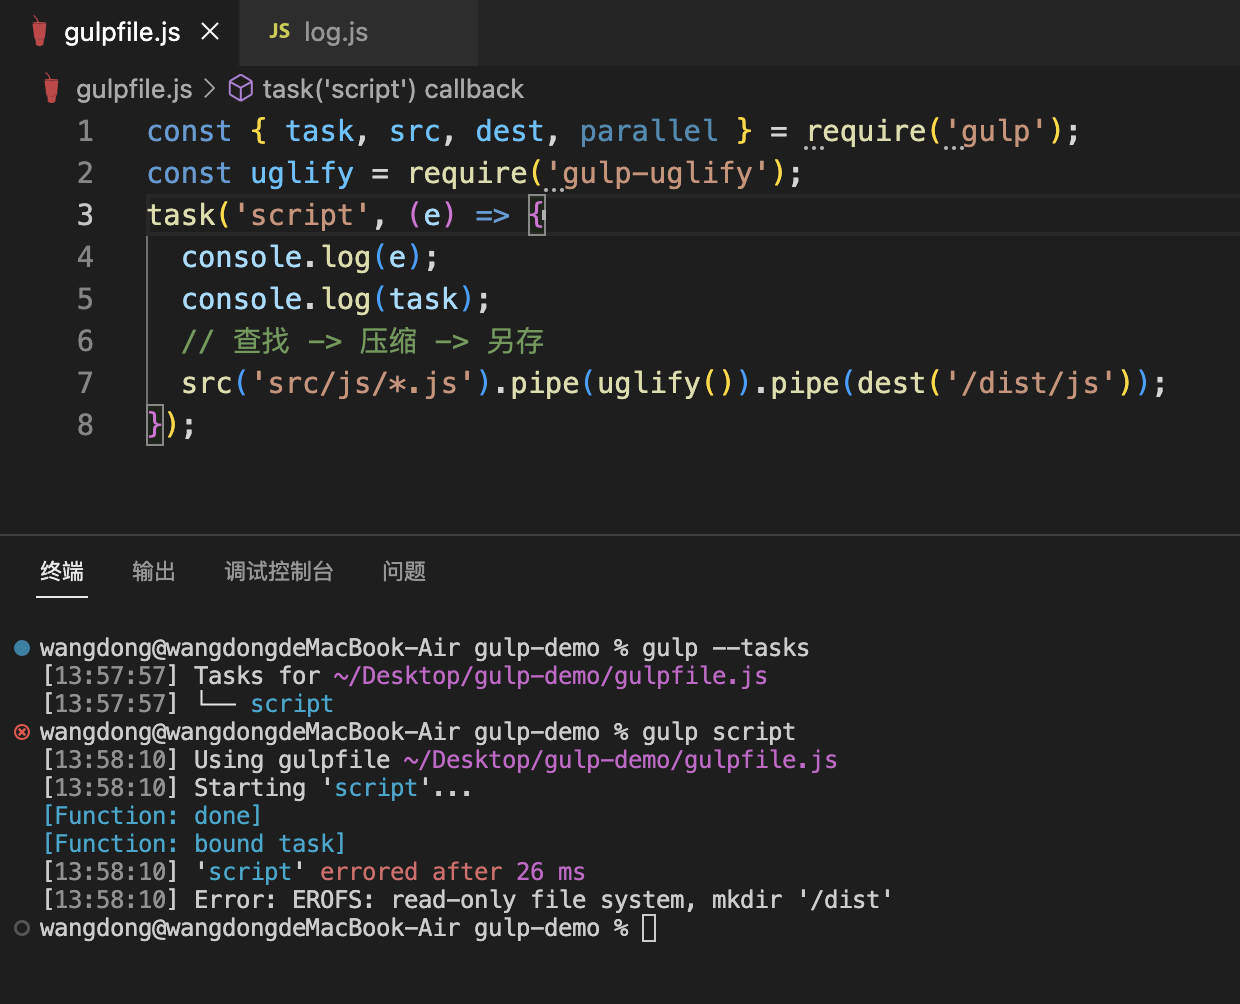 gulpfile.js
JS log.js
gulpfile.js > task('script') callback
1 const { task, src, dest, parallel } = require('gulp');
2 const uglify = require('gulp-uglify');
3 task('script', (e) => {
4 console.log(e);
5 console.log(task);
6 // 查找 -> 压缩 -> 另存
7 src('src/js/*.js').pipe(uglify()).pipe(dest('/dist/js'));
8 });
终端 输出 调试控制台 问题
wangdong@wangdongdeMacBook-Air gulp-demo % gulp --tasks
[13:57:57] Tasks for ~/Desktop/gulp-demo/gulpfile.js
[13:57:57] └── script
wangdong@wangdongdeMacBook-Air gulp-demo % gulp script
[13:58:10] Using gulpfile ~/Desktop/gulp-demo/gulpfile.js
[13:58:10] Starting 'script'...
[Function: done]
[Function: bound task]
[13:58:10] 'script' errored after 26 ms
[13:58:10] Error: EROFS: read-only file system, mkdir '/dist'
wangdong@wangdongdeMacBook-Air gulp-demo %